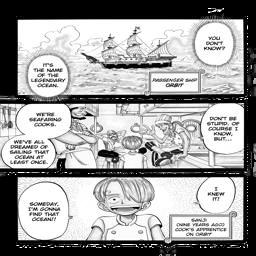 YOU
DON'T
KNOW?
IT'S
THE NAME
OF THE
LEGENDARY
OCEAN.
PASSENGER SHIP
ORBIT
DON'T BE
STUPID. OF
COURSE I
KNOW,
BUT...
WE'RE
SEAFARING
COOKS.
WE'VE ALL
DREAMED OF
SAILING THAT
OCEAN AT
LEAST ONCE.
I
KNEW
IT!
SOMEDAY,
I'M GONNA
FIND THAT
OCEAN!!
SANJI
(NINE YEARS AGO)
COOK'S APPRENTICE
ON ORBIT